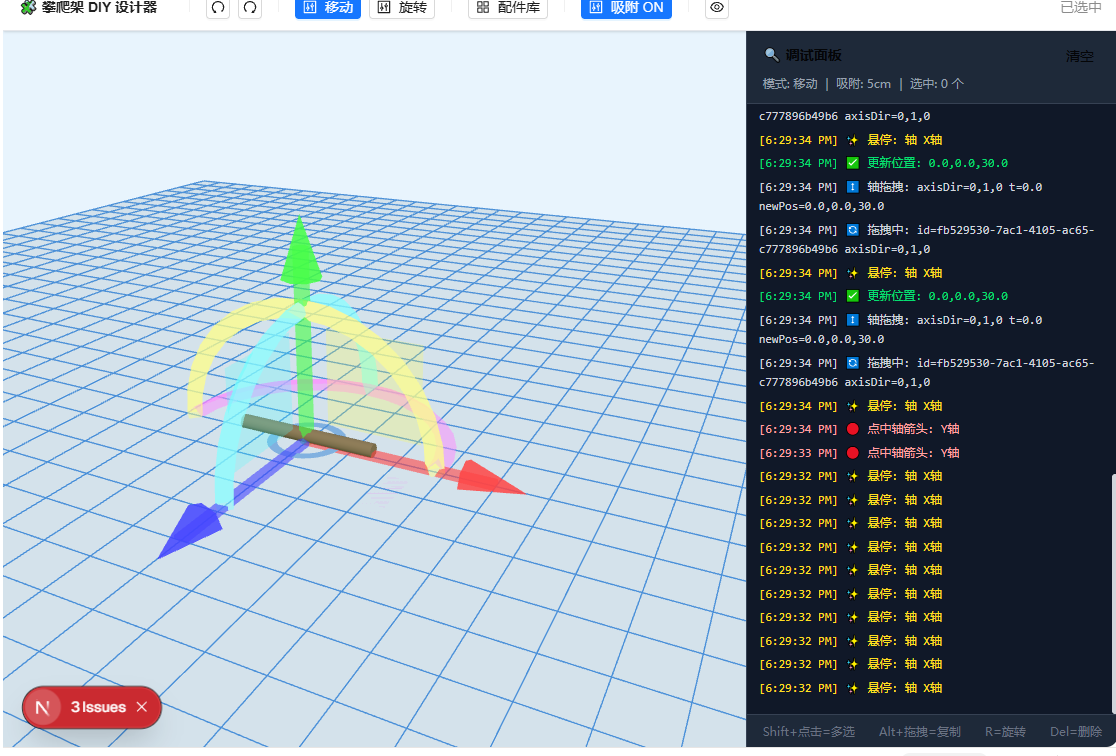 攀爬架 DIY 设计器
移动
旋转
配件库
吸附 ON
已选中
调试面板
清空
模式: 移动 | 吸附: 5cm | 选中: 0 个
c777896b49b6 axisDir=0,1,0
[6:29:34 PM] ✨ 悬停: 轴 X轴
[6:29:34 PM] ✅ 更新位置: 0.0,0.0,30.0
[6:29:34 PM] ↕ 轴拖拽: axisDir=0,1,0 t=0.0
newPos=0.0,0.0,30.0
[6:29:34 PM] 🔄 拖拽中: id=fb529530-7ac1-4105-ac65-
c777896b49b6 axisDir=0,1,0
[6:29:34 PM] ✨ 悬停: 轴 X轴
[6:29:34 PM] ✅ 更新位置: 0.0,0.0,30.0
[6:29:34 PM] ↕ 轴拖拽: axisDir=0,1,0 t=0.0
newPos=0.0,0.0,30.0
[6:29:34 PM] 🔄 拖拽中: id=fb529530-7ac1-4105-ac65-
c777896b49b6 axisDir=0,1,0
[6:29:34 PM] ✨ 悬停: 轴 X轴
[6:29:34 PM] 🔴 点中轴箭头: Y轴
[6:29:33 PM] 🔴 点中轴箭头: Y轴
[6:29:32 PM] ✨ 悬停: 轴 X轴
[6:29:32 PM] ✨ 悬停: 轴 X轴
[6:29:32 PM] ✨ 悬停: 轴 X轴
[6:29:32 PM] ✨ 悬停: 轴 X轴
[6:29:32 PM] ✨ 悬停: 轴 X轴
[6:29:32 PM] ✨ 悬停: 轴 X轴
[6:29:32 PM] ✨ 悬停: 轴 X轴
[6:29:32 PM] ✨ 悬停: 轴 X轴
[6:29:32 PM] ✨ 悬停: 轴 X轴
[6:29:32 PM] ✨ 悬停: 轴 X轴
N 3 Issues
Shift+点击=多选 Alt+拖拽=复制 R=旋转 Del=删除